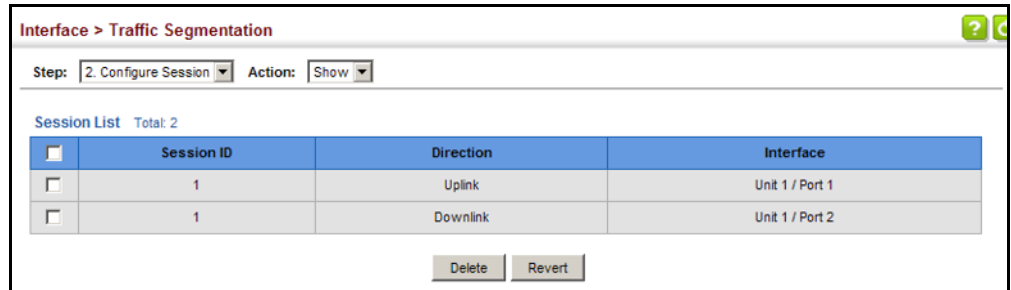 Interface > Traffic Segmentation
?
Step: 2. Configure Session Action: Show
Session List Total: 2
Session ID Direction Interface
1 Uplink Unit 1 / Port 1
1 Downlink Unit 1 / Port 2
Delete Revert